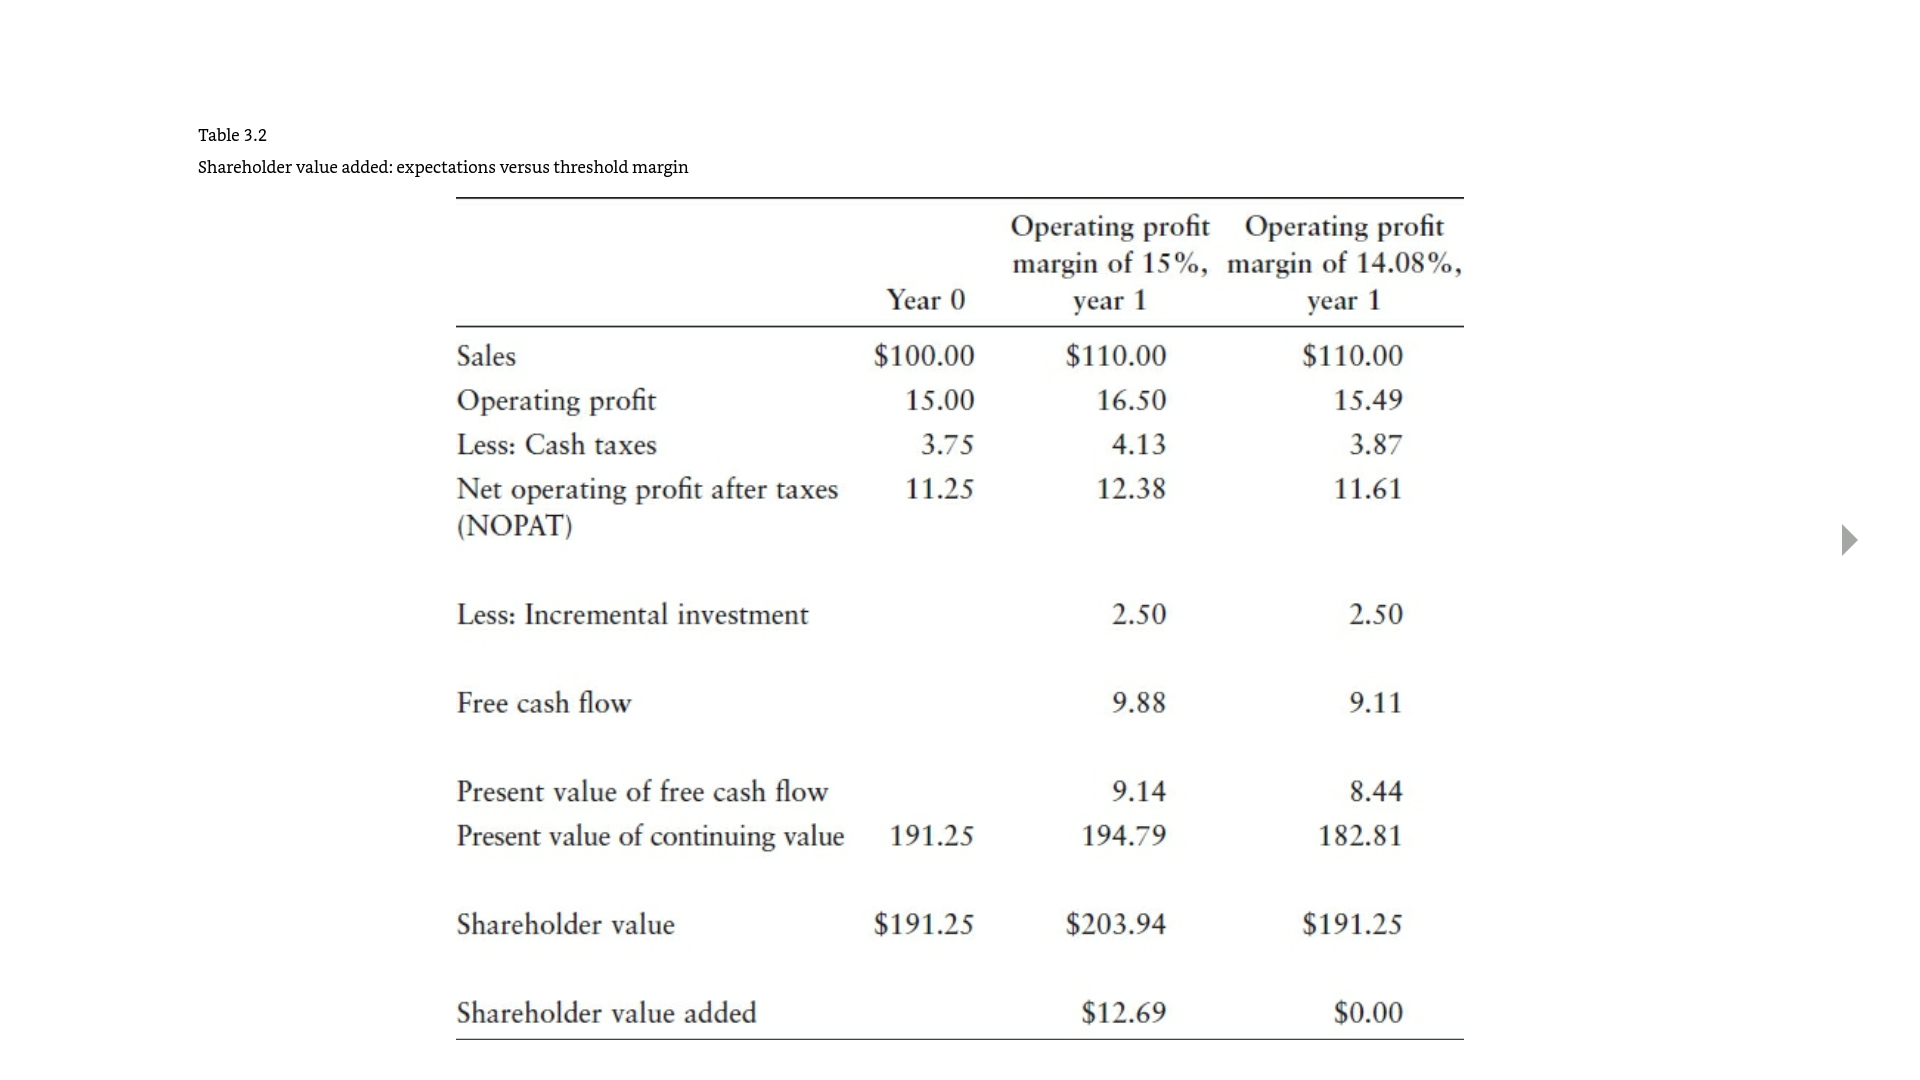 Table 3.2
Shareholder value added: expectations versus threshold margin
Operating profit Operating profit
margin of 15%, margin of 14.08%,
Year 0 year 1 year 1
Sales $100.00 $110.00 $110.00
Operating profit 15.00 16.50 15.49
Less: Cash taxes 3.75 4.13 3.87
Net operating profit after taxes 11.25 12.38 11.61
(NOPAT)
Less: Incremental investment 2.50 2.50
Free cash flow 9.88 9.11
Present value of free cash flow 9.14 8.44
Present value of continuing value 191.25 194.79 182.81
Shareholder value $191.25 $203.94 $191.25
Shareholder value added $12.69 $0.00